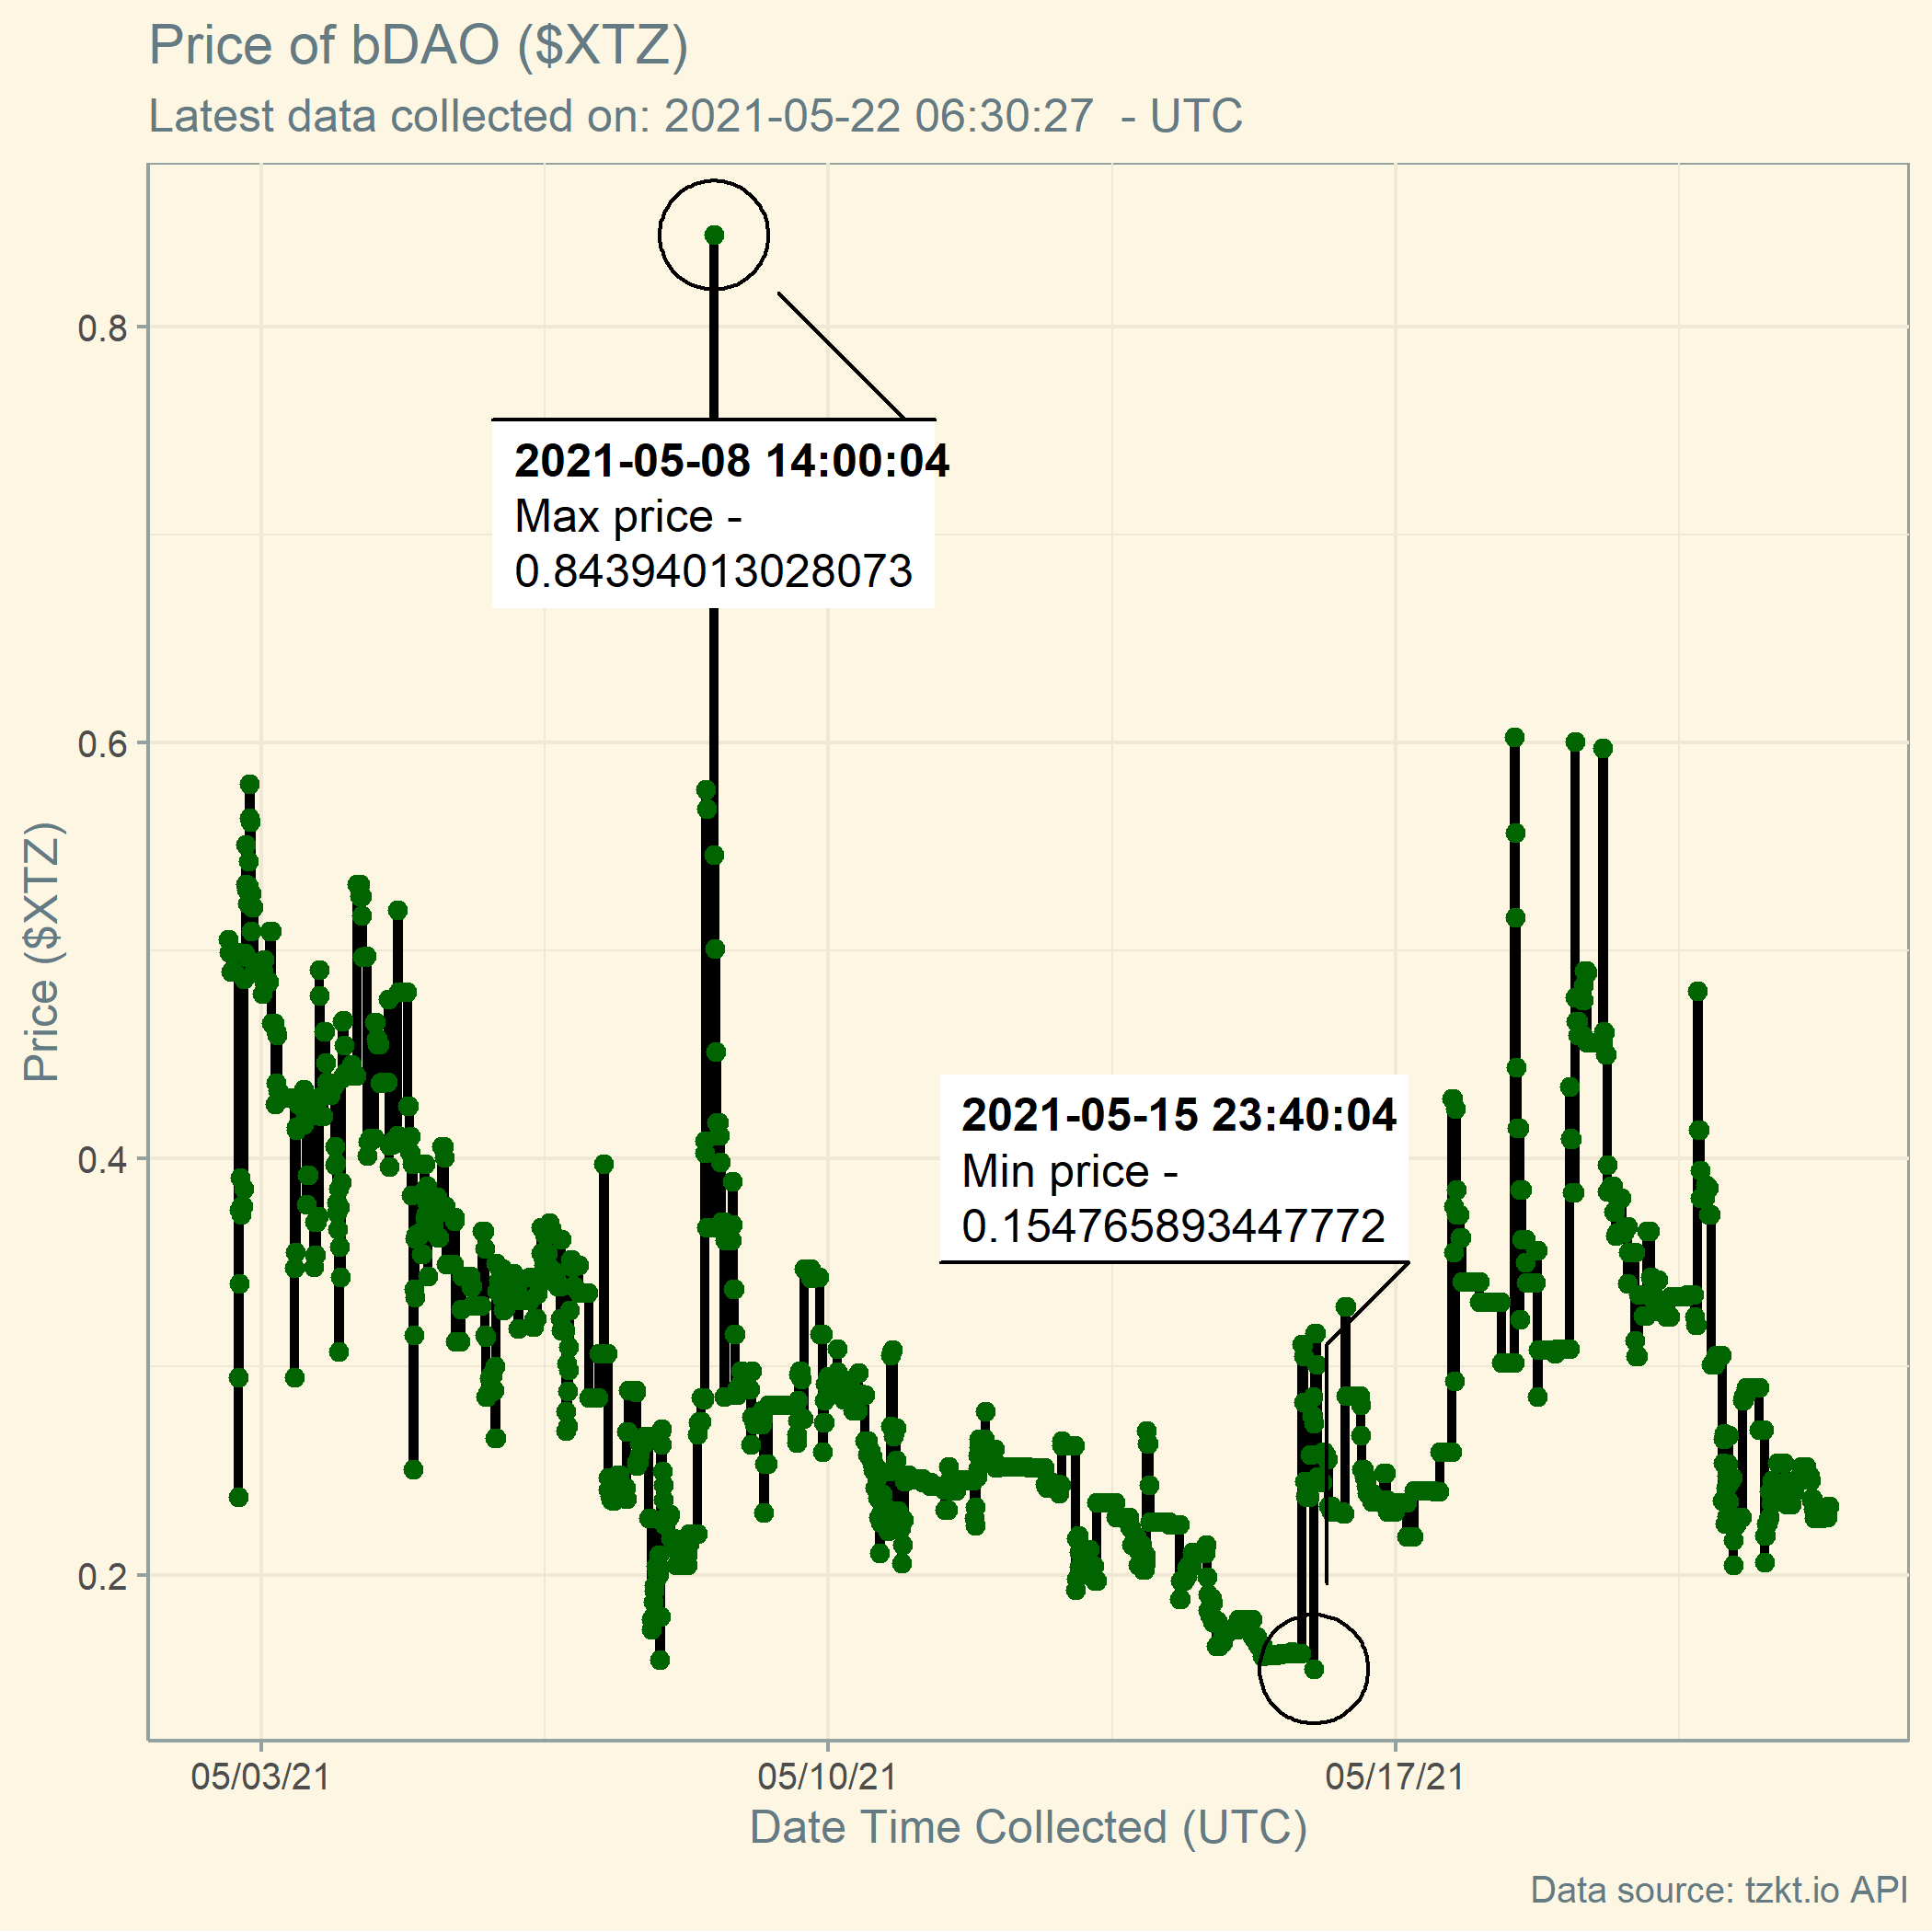 Price of bDAO ($XTZ)
Latest data collected on: 2021-05-22 06:30:27  - UTC
2021-05-08 14:00:04
Max price -
0.84394013028073
2021-05-15 23:40:04
Min price -
0.154765893447772
Price ($XTZ)
0.8
0.6
0.4
0.2
05/03/21
05/10/21
05/17/21
Date Time Collected (UTC)
Data source: tzkt.io API